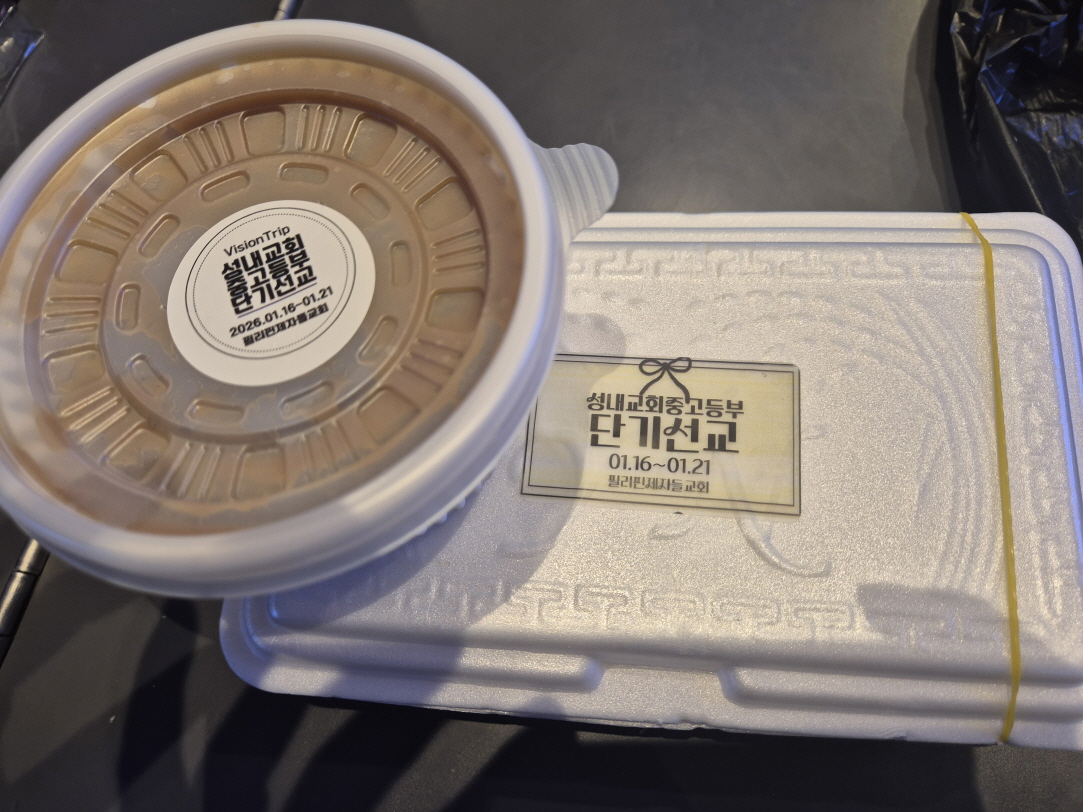 VisionTrip
성내교회
중고등부
단기선교
2026.01.16~01.21
필리핀제자들교회
성내교회중고등부
단기선교
01.16~01.21
필리핀제자들교회